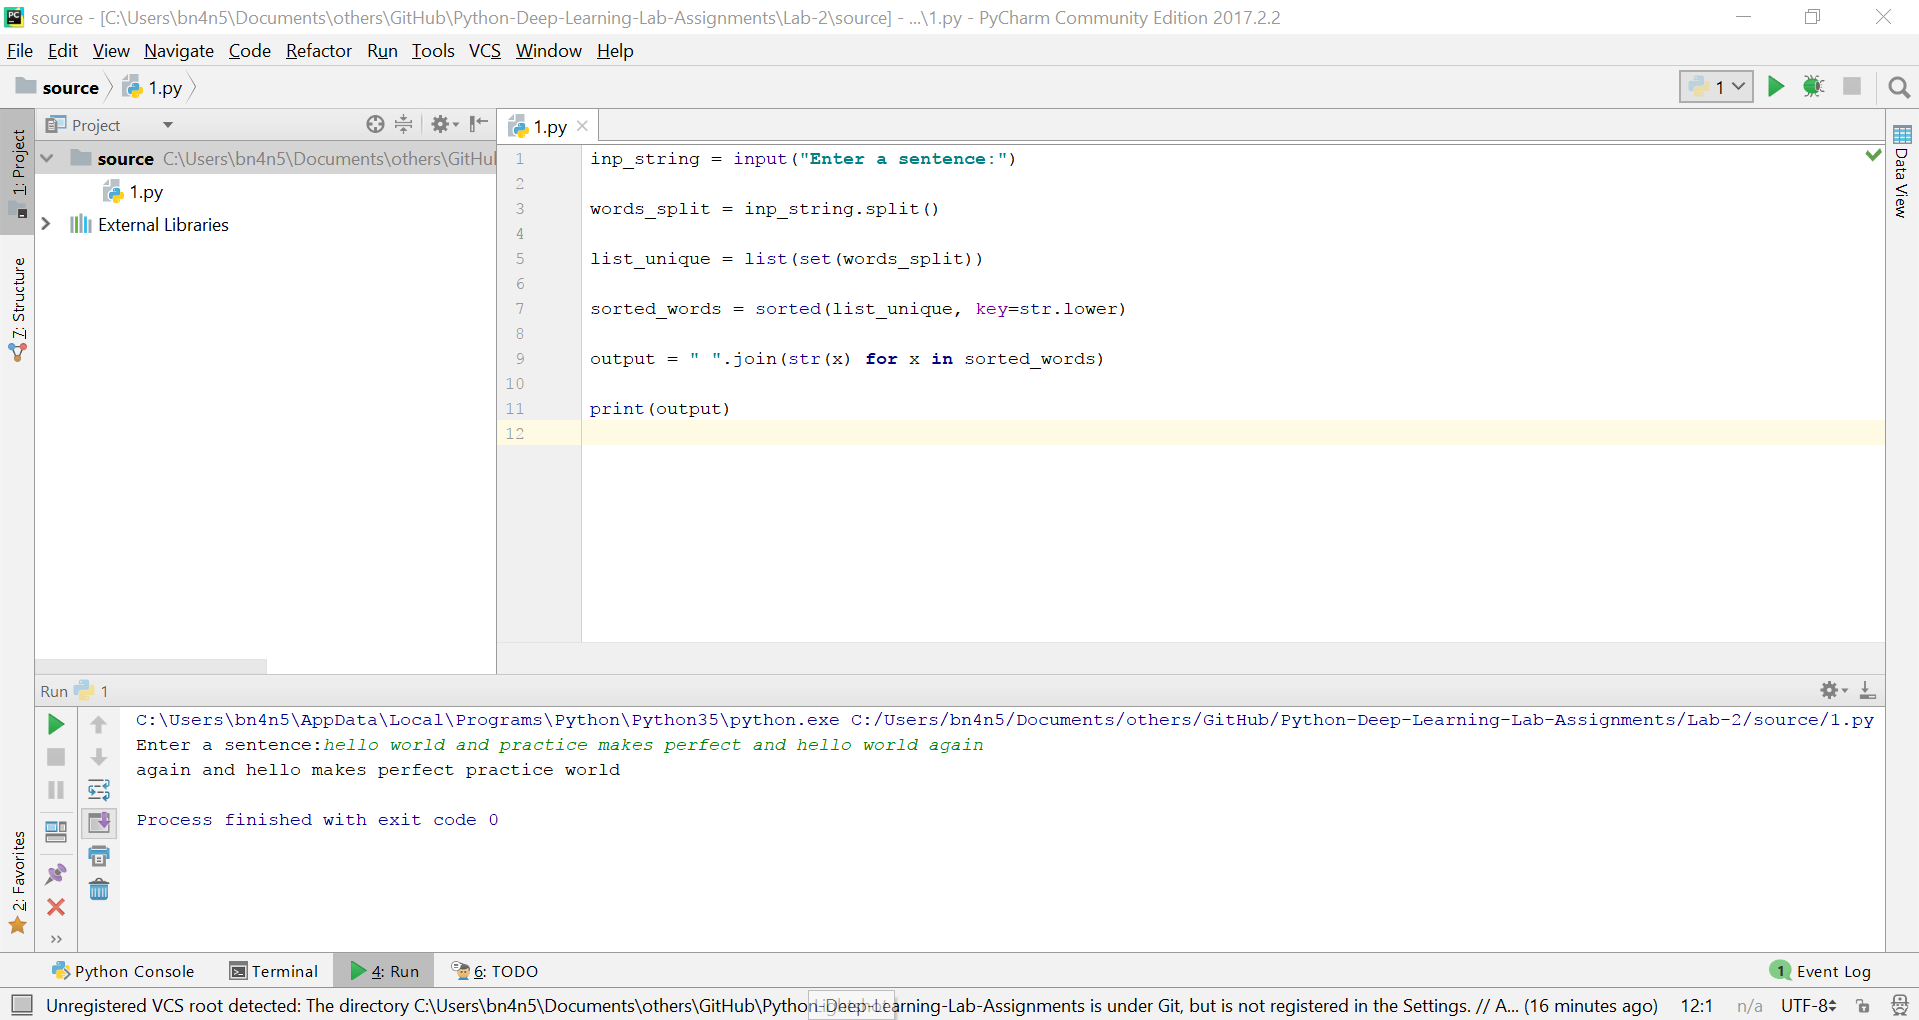 source - [C:\Users\bn4n5\Documents\others\GitHub\Python-Deep-Learning-Lab-Assignments\Lab-2\source] - ...\1.py - PyCharm Community Edition 2017.2.2
File Edit View Navigate Code Refactor Run Tools VCS Window Help
source 1.py 1
Project
1.py
1: Project
7: Structure
2: Favorites
Data View
source C:\Users\bn4n5\Documents\others\GitHul
1.py
External Libraries
1 inp_string = input("Enter a sentence:")
2
3 words_split = inp_string.split()
4
5 list_unique = list(set(words_split))
6
7 sorted_words = sorted(list_unique, key=str.lower)
8
9 output = " ".join(str(x) for x in sorted_words)
10
11 print(output)
12
Run 1
C:\Users\bn4n5\AppData\Local\Programs\Python\Python35\python.exe C:/Users/bn4n5/Documents/others/GitHub/Python-Deep-Learning-Lab-Assignments/Lab-2/source/1.py
Enter a sentence:hello world and practice makes perfect and hello world again
again and hello makes perfect practice world
Process finished with exit code 0
Python Console Terminal 4: Run 6: TODO 1 Event Log
Unregistered VCS root detected: The directory C:\Users\bn4n5\Documents\others\GitHub\Python-Deep-Learning-Lab-Assignments is under Git, but is not registered in the Settings. // A... (16 minutes ago) 12:1 n/a UTF-8